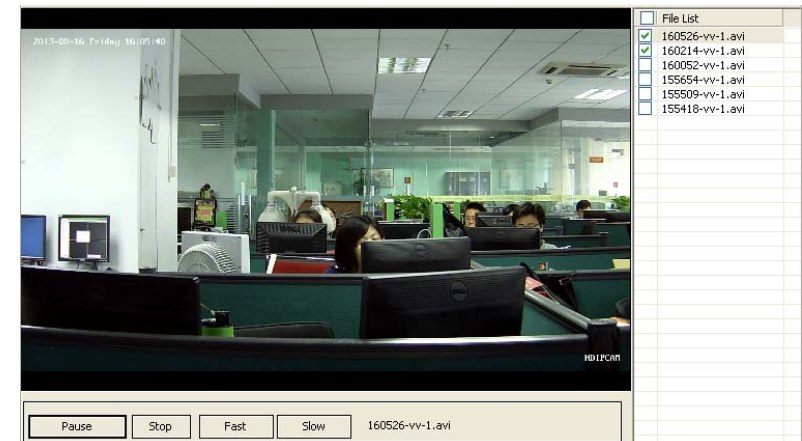 2013-08-16 Friday 16:05:40
DELL
DELL
HDIPCAM
File List
160526-vv-1.avi
160214-vv-1.avi
160052-vv-1.avi
155654-vv-1.avi
155509-vv-1.avi
155418-vv-1.avi
Pause Stop Fast Slow 160526-vv-1.avi